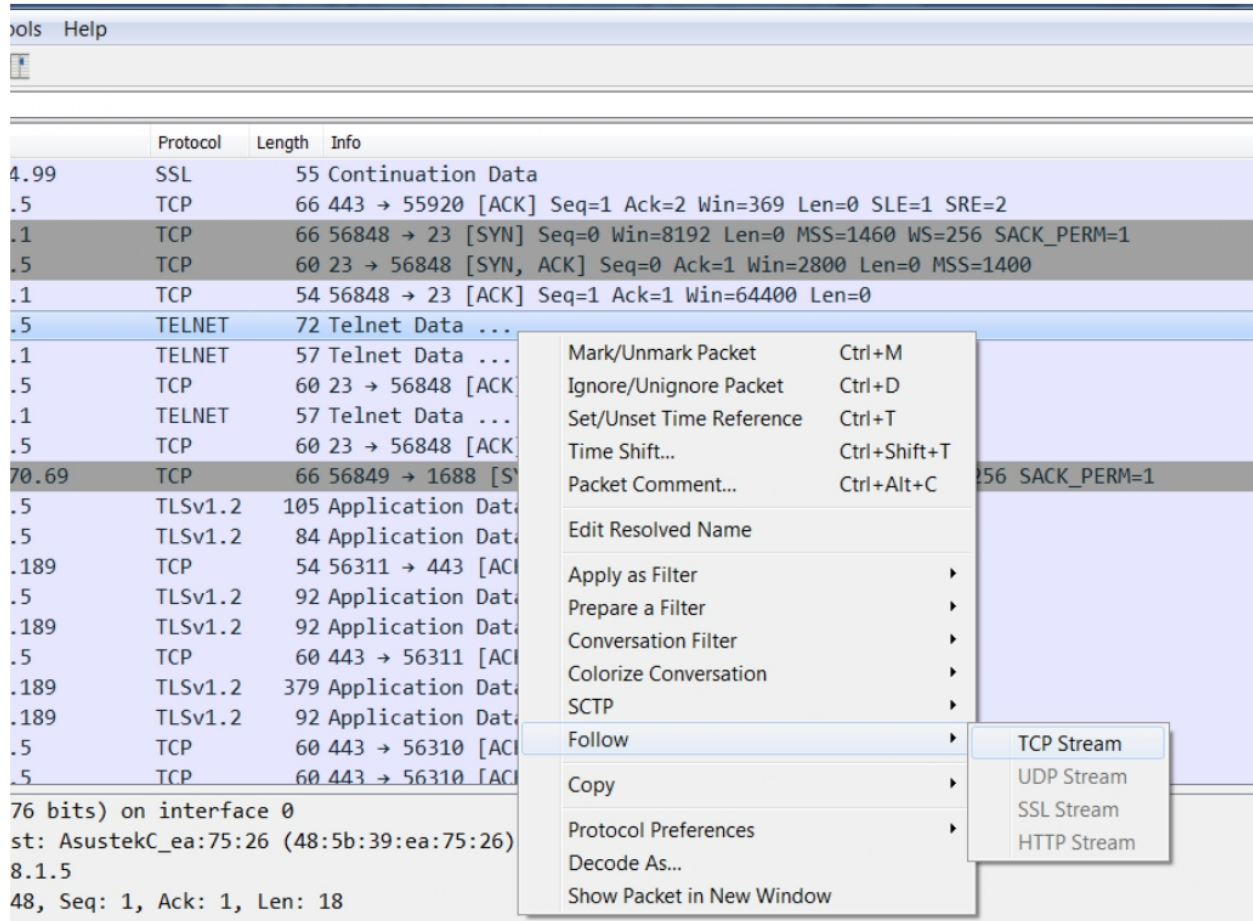 ools Help
Protocol Length Info
4.99 SSL 55 Continuation Data
.5 TCP 66 443 → 55920 [ACK] Seq=1 Ack=2 Win=369 Len=0 SLE=1 SRE=2
.1 TCP 66 56848 → 23 [SYN] Seq=0 Win=8192 Len=0 MSS=1460 WS=256 SACK_PERM=1
.5 TCP 60 23 → 56848 [SYN, ACK] Seq=0 Ack=1 Win=2800 Len=0 MSS=1400
.1 TCP 54 56848 → 23 [ACK] Seq=1 Ack=1 Win=64400 Len=0
.5 TELNET 72 Telnet Data ...
.1 TELNET 57 Telnet Data ...
.5 TCP 60 23 → 56848 [ACK]
.1 TELNET 57 Telnet Data ...
.5 TCP 60 23 → 56848 [ACK
70.69 TCP 66 56849 → 1688 [SY 256 SACK_PERM=1
.5 TLSv1.2 105 Application Data
.5 TLSv1.2 84 Application Data
.189 TCP 54 56311 → 443 [ACK
.5 TLSv1.2 92 Application Data
.189 TLSv1.2 92 Application Data
.5 TCP 60 443 → 56311 [ACK
.189 TLSv1.2 379 Application Data
.189 TLSv1.2 92 Application Data
.5 TCP 60 443 → 56310 [ACK
.5 TCP 60 443 → 56310 [ACK
Mark/Unmark Packet Ctrl+M
Ignore/Unignore Packet Ctrl+D
Set/Unset Time Reference Ctrl+T
Time Shift... Ctrl+Shift+T
Packet Comment... Ctrl+Alt+C
Edit Resolved Name
Apply as Filter
Prepare a Filter
Conversation Filter
Colorize Conversation
SCTP
Follow
Copy
Protocol Preferences
Decode As...
Show Packet in New Window
TCP Stream
UDP Stream
SSL Stream
HTTP Stream
76 bits) on interface 0
st: AsustekC_ea:75:26 (48:5b:39:ea:75:26)
8.1.5
48, Seq: 1, Ack: 1, Len: 18